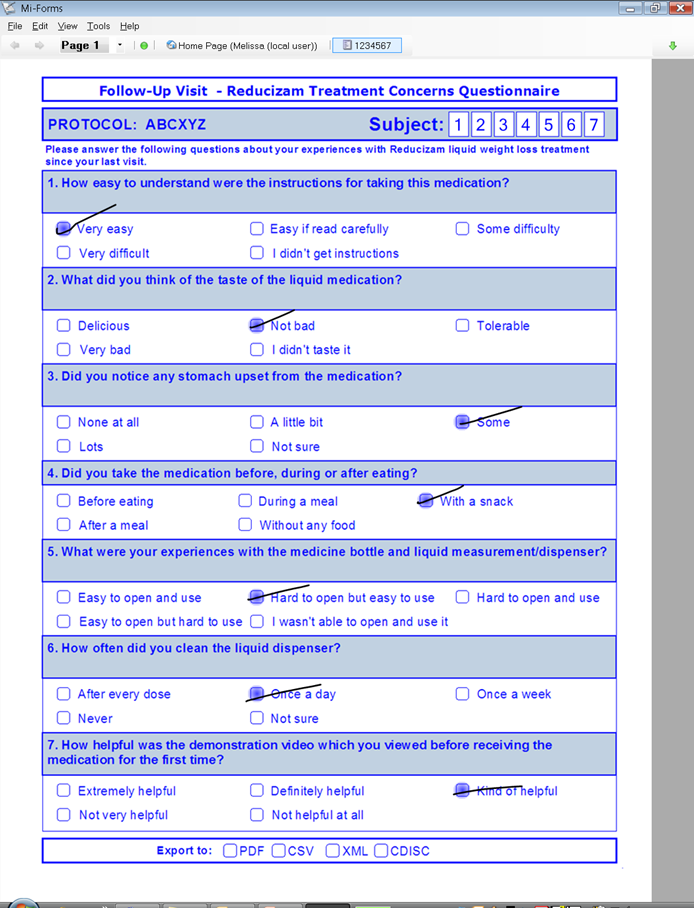 Mi-Forms
File Edit View Tools Help
Page 1 Home Page (Melissa (local user)) 1234567
Follow-Up Visit - Reducizam Treatment Concerns Questionnaire
PROTOCOL: ABCXYZ Subject: 1 2 3 4 5 6 7
Please answer the following questions about your experiences with Reducizam liquid weight loss treatment
since your last visit.
1. How easy to understand were the instructions for taking this medication?
Very easy Easy if read carefully Some difficulty
Very difficult I didn't get instructions
2. What did you think of the taste of the liquid medication?
Delicious Not bad Tolerable
Very bad I didn't taste it
3. Did you notice any stomach upset from the medication?
None at all A little bit Some
Lots Not sure
4. Did you take the medication before, during or after eating?
Before eating During a meal With a snack
After a meal Without any food
5. What were your experiences with the medicine bottle and liquid measurement/dispenser?
Easy to open and use Hard to open but easy to use Hard to open and use
Easy to open but hard to use I wasn't able to open and use it
6. How often did you clean the liquid dispenser?
After every dose Once a day Once a week
Never Not sure
7. How helpful was the demonstration video which you viewed before receiving the
medication for the first time?
Extremely helpful Definitely helpful Kind of helpful
Not very helpful Not helpful at all
Export to: PDF CSV XML CDISC